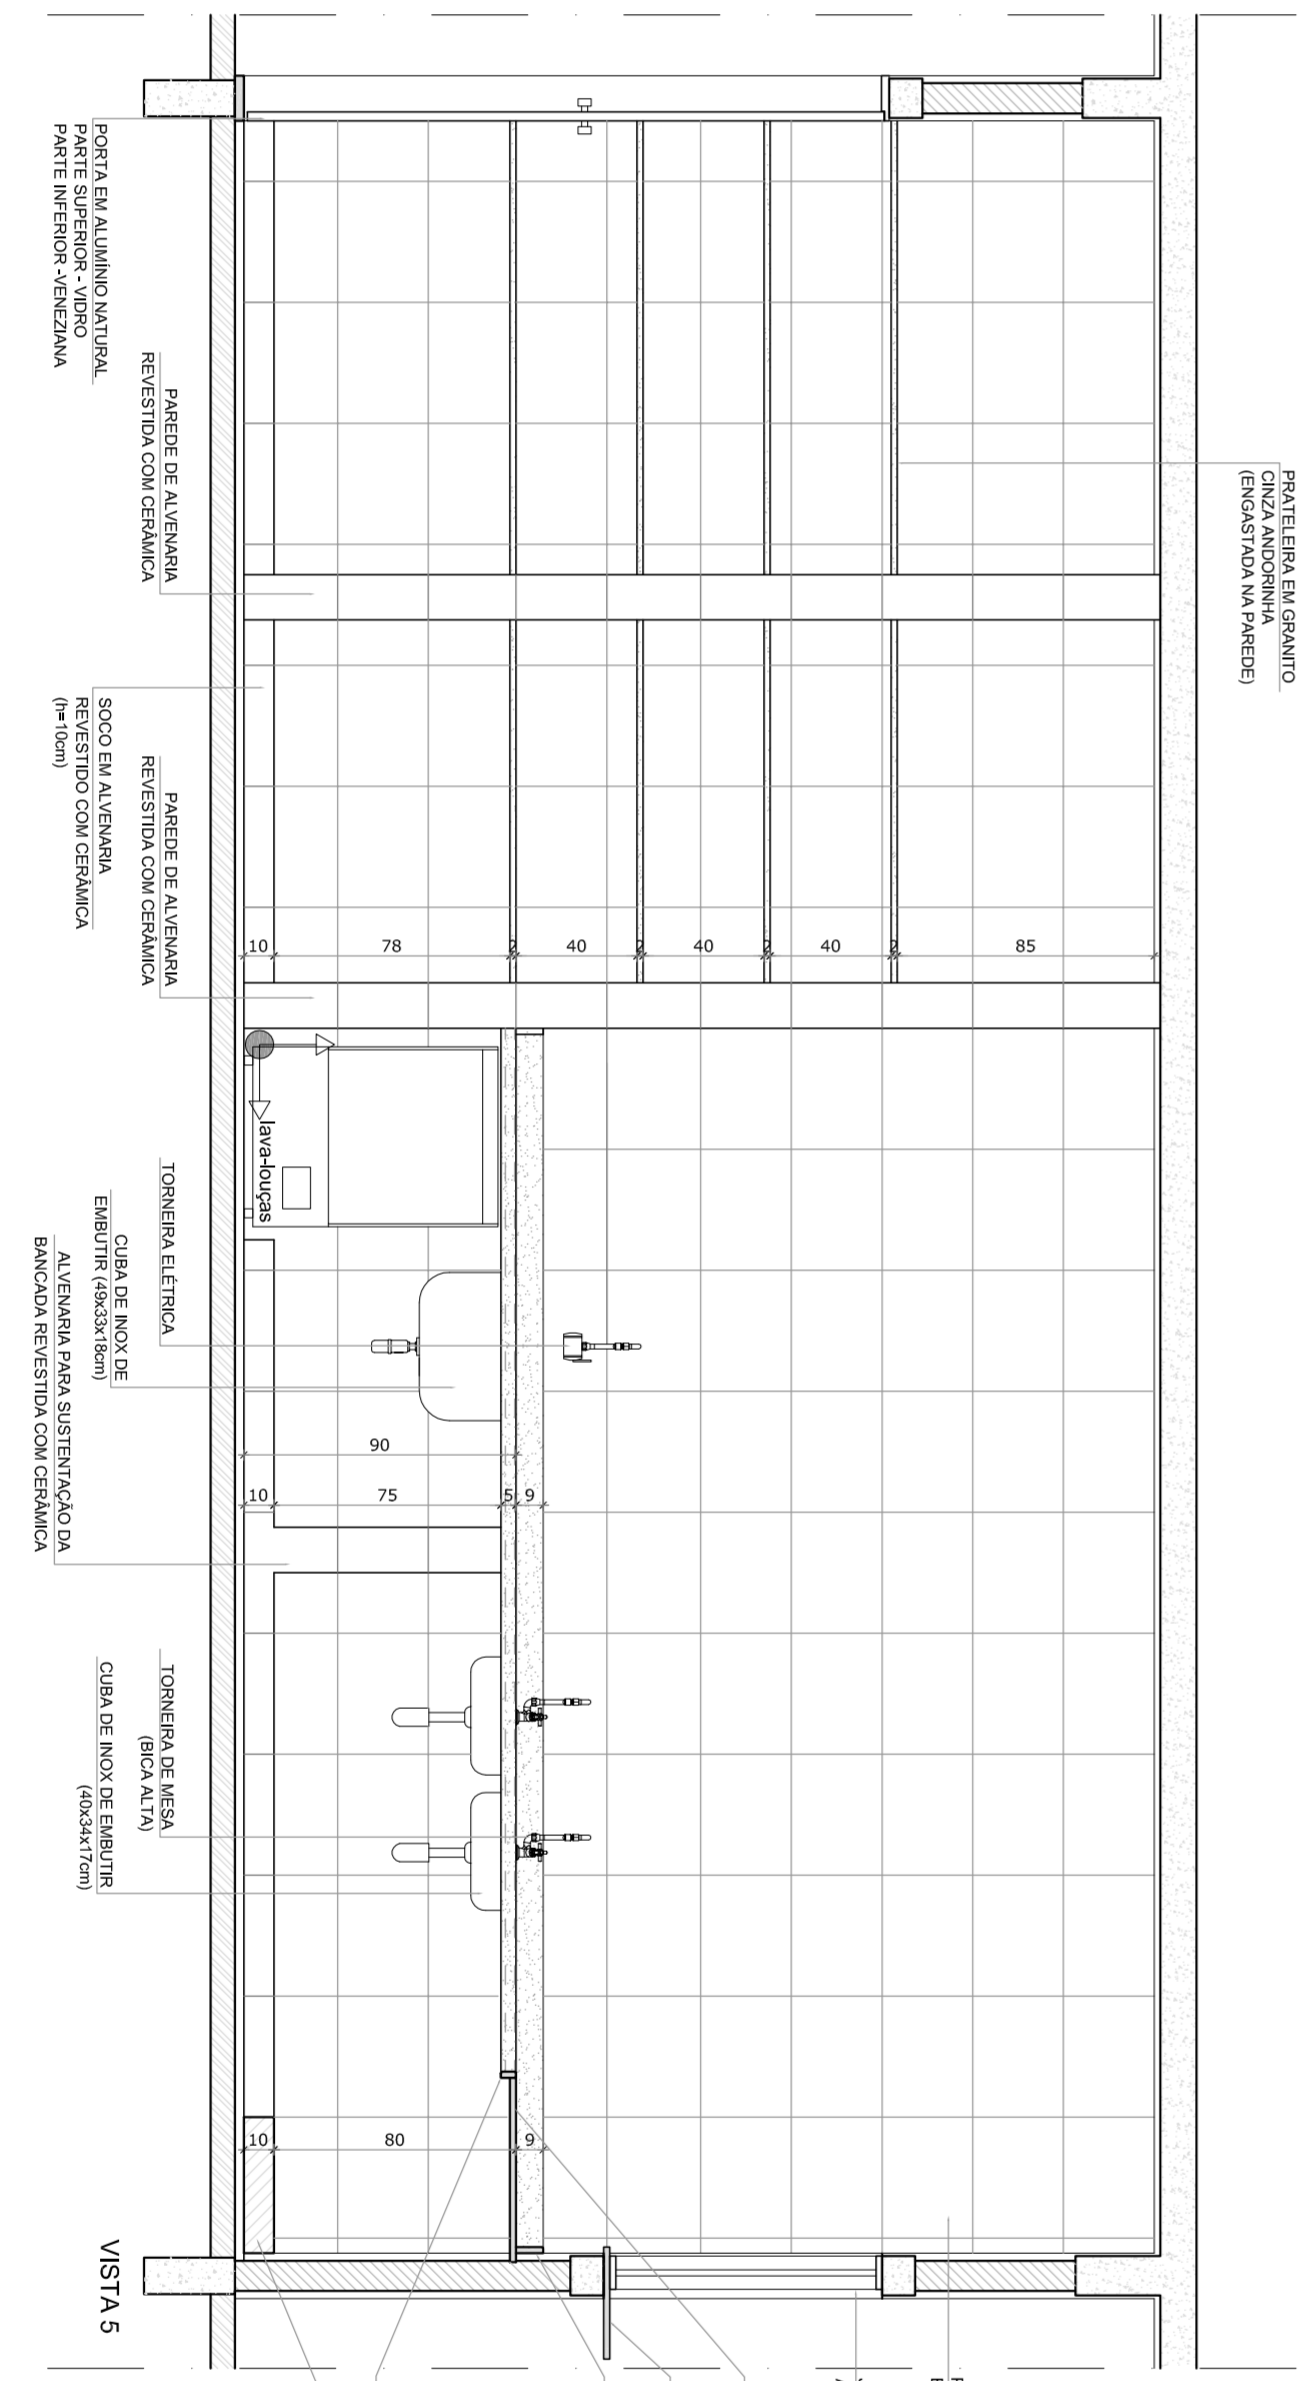 PRATELEIRA EM GRANITO
CINZA ANDORINHA
(ENGASTADA NA PAREDE)
10
78
2
40
2
40
2
40
2
85
lava-louças
90
10
75
5
9
10
80
9
PORTA EM ALUMÍNIO NATURAL
PARTE SUPERIOR - VIDRO
PARTE INFERIOR -VENEZIANA
PAREDE DE ALVENARIA
REVESTIDA COM CERÂMICA
SOCO EM ALVENARIA
REVESTIDO COM CERÂMICA
(h=10cm)
PAREDE DE ALVENARIA
REVESTIDA COM CERÂMICA
TORNEIRA ELÉTRICA
CUBA DE INOX DE
EMBUTIR (49x33x18cm)
ALVENARIA PARA SUSTENTAÇÃO DA
BANCADA REVESTIDA COM CERÂMICA
TORNEIRA DE MESA
(BICA ALTA)
CUBA DE INOX DE EMBUTIR
(40x34x17cm)
VISTA 5